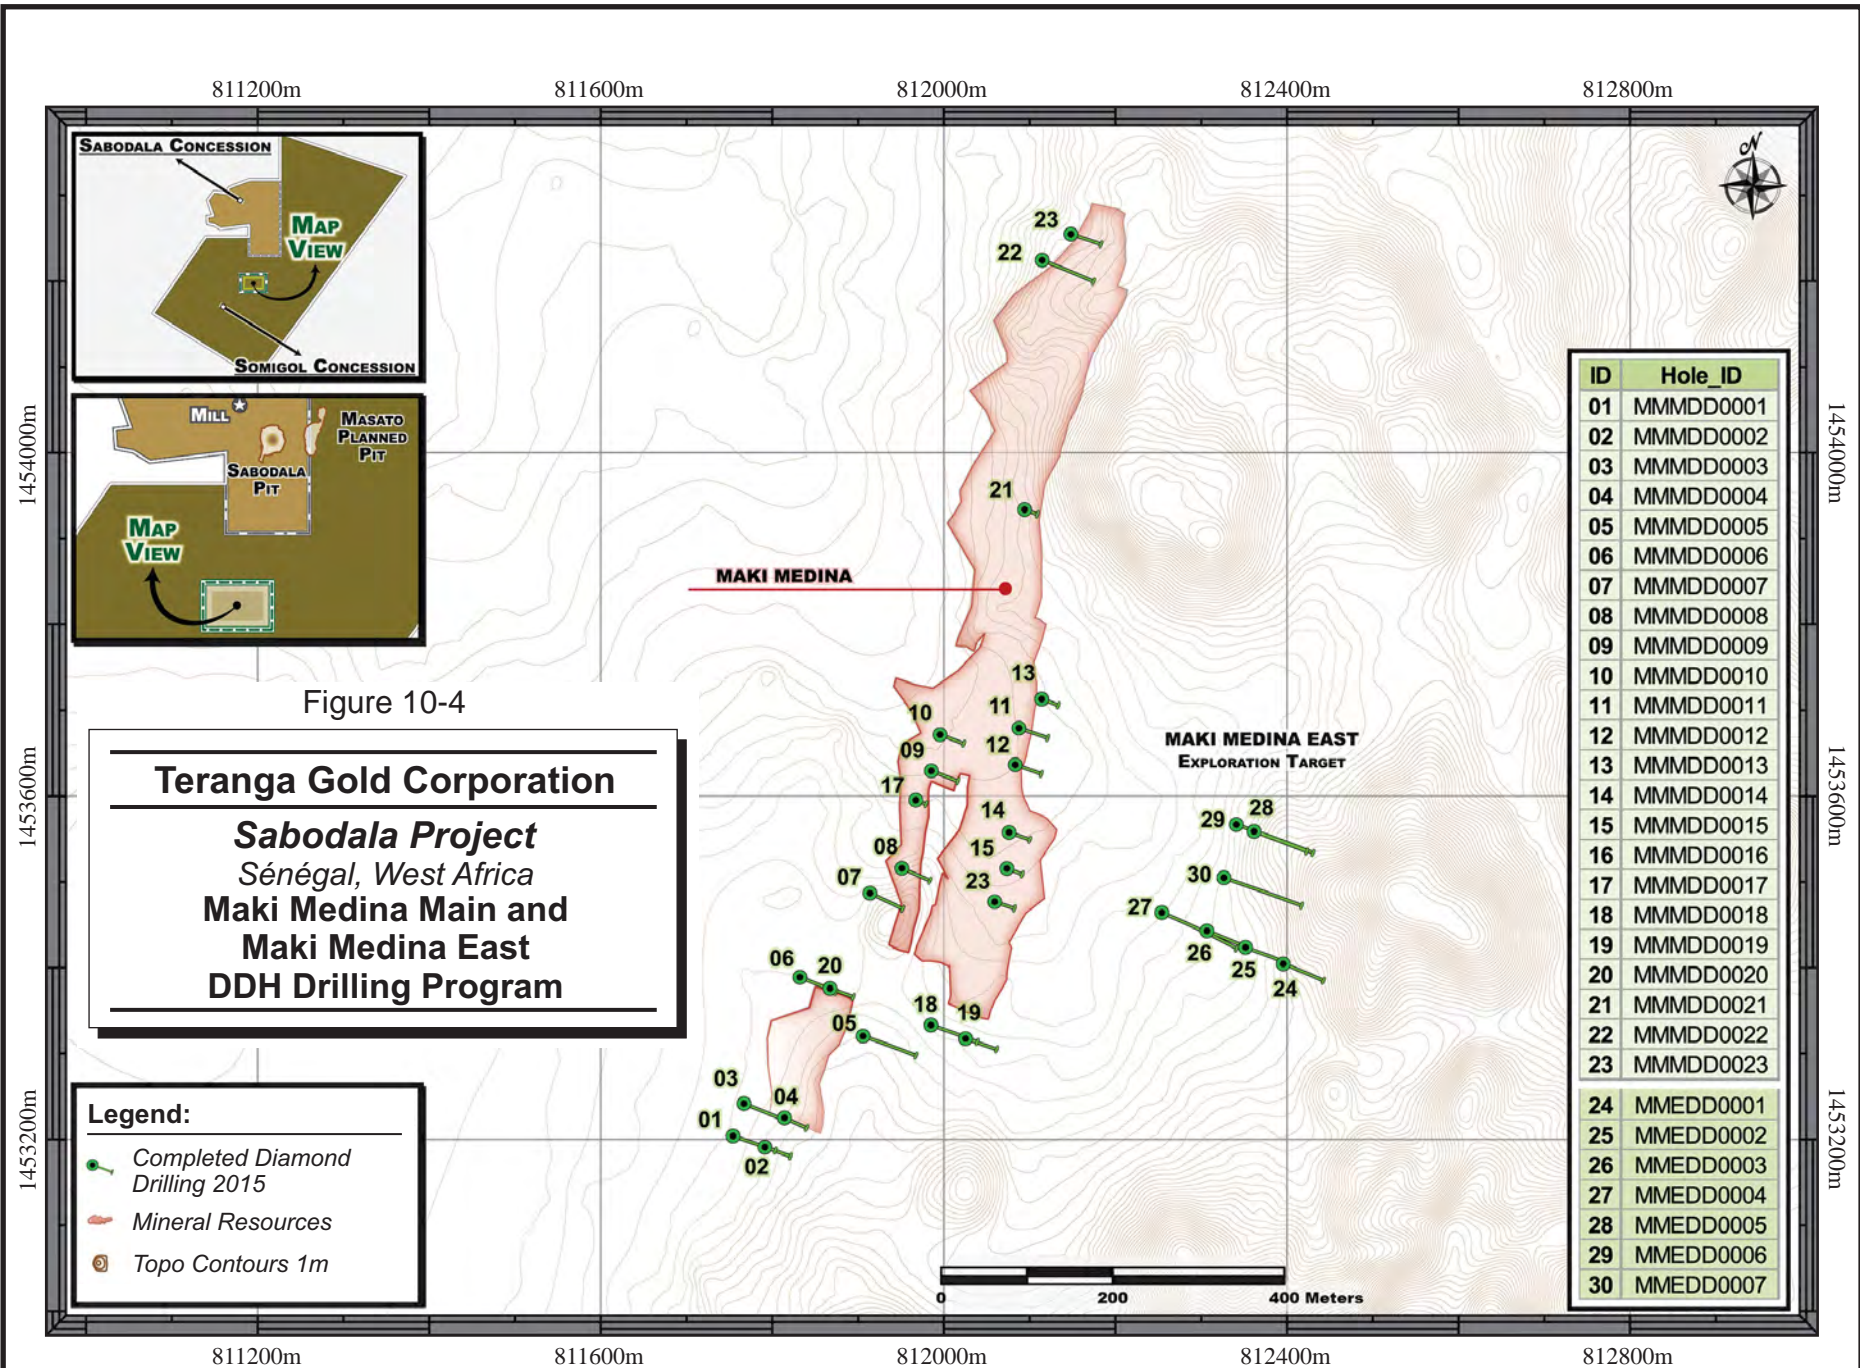 811200m 811600m 812000m 812400m 812800m
SABODALA CONCESSION
MAP
VIEW
SOMIGOL CONCESSION
MILL
MASATO
PLANNED
PIT
SABODALA
PIT
MAP
VIEW
N
1454000m
1453600m
1453200m
1454000m
1453600m
1453200m
23
22
21
MAKI MEDINA
13
10
11
09
12
17
14
08
15
07
23
06
20
18
19
05
03
04
01
02
MAKI MEDINA EAST
EXPLORATION TARGET
29
28
30
27
26
25
24
Figure 10-4
Teranga Gold Corporation
Sabodala Project
Sénégal, West Africa
Maki Medina Main and
Maki Medina East
DDH Drilling Program
Legend:
Completed Diamond
Drilling 2015
Mineral Resources
Topo Contours 1m
0 200 400 Meters
ID Hole_ID
01 MMMDD0001
02 MMMDD0002
03 MMMDD0003
04 MMMDD0004
05 MMMDD0005
06 MMMDD0006
07 MMMDD0007
08 MMMDD0008
09 MMMDD0009
10 MMMDD0010
11 MMMDD0011
12 MMMDD0012
13 MMMDD0013
14 MMMDD0014
15 MMMDD0015
16 MMMDD0016
17 MMMDD0017
18 MMMDD0018
19 MMMDD0019
20 MMMDD0020
21 MMMDD0021
22 MMMDD0022
23 MMMDD0023
24 MMEDD0001
25 MMEDD0002
26 MMEDD0003
27 MMEDD0004
28 MMEDD0005
29 MMEDD0006
30 MMEDD0007
811200m 811600m 812000m 812400m 812800m